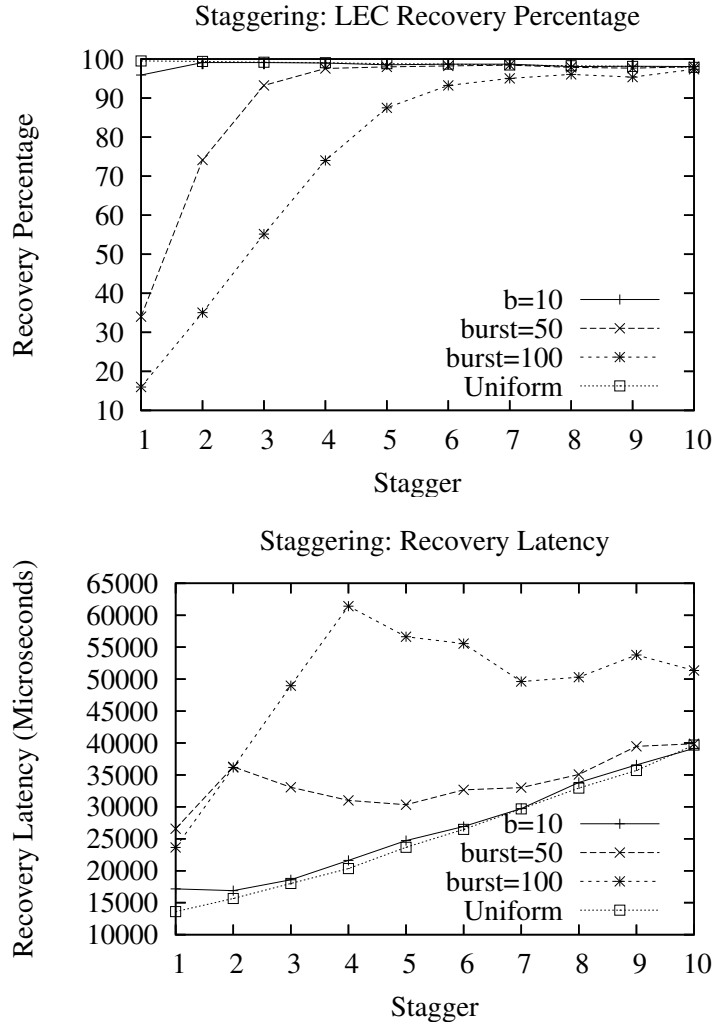 Staggering: LEC Recovery Percentage
Recovery Percentage
100
90
80
70
60
50
40
30
20
10
b=10
burst=50
burst=100
Uniform
1 2 3 4 5 6 7 8 9 10
Stagger
Staggering: Recovery Latency
Recovery Latency (Microseconds)
65000
60000
55000
50000
45000
40000
35000
30000
25000
20000
15000
10000
b=10
burst=50
burst=100
Uniform
1 2 3 4 5 6 7 8 9 10
Stagger